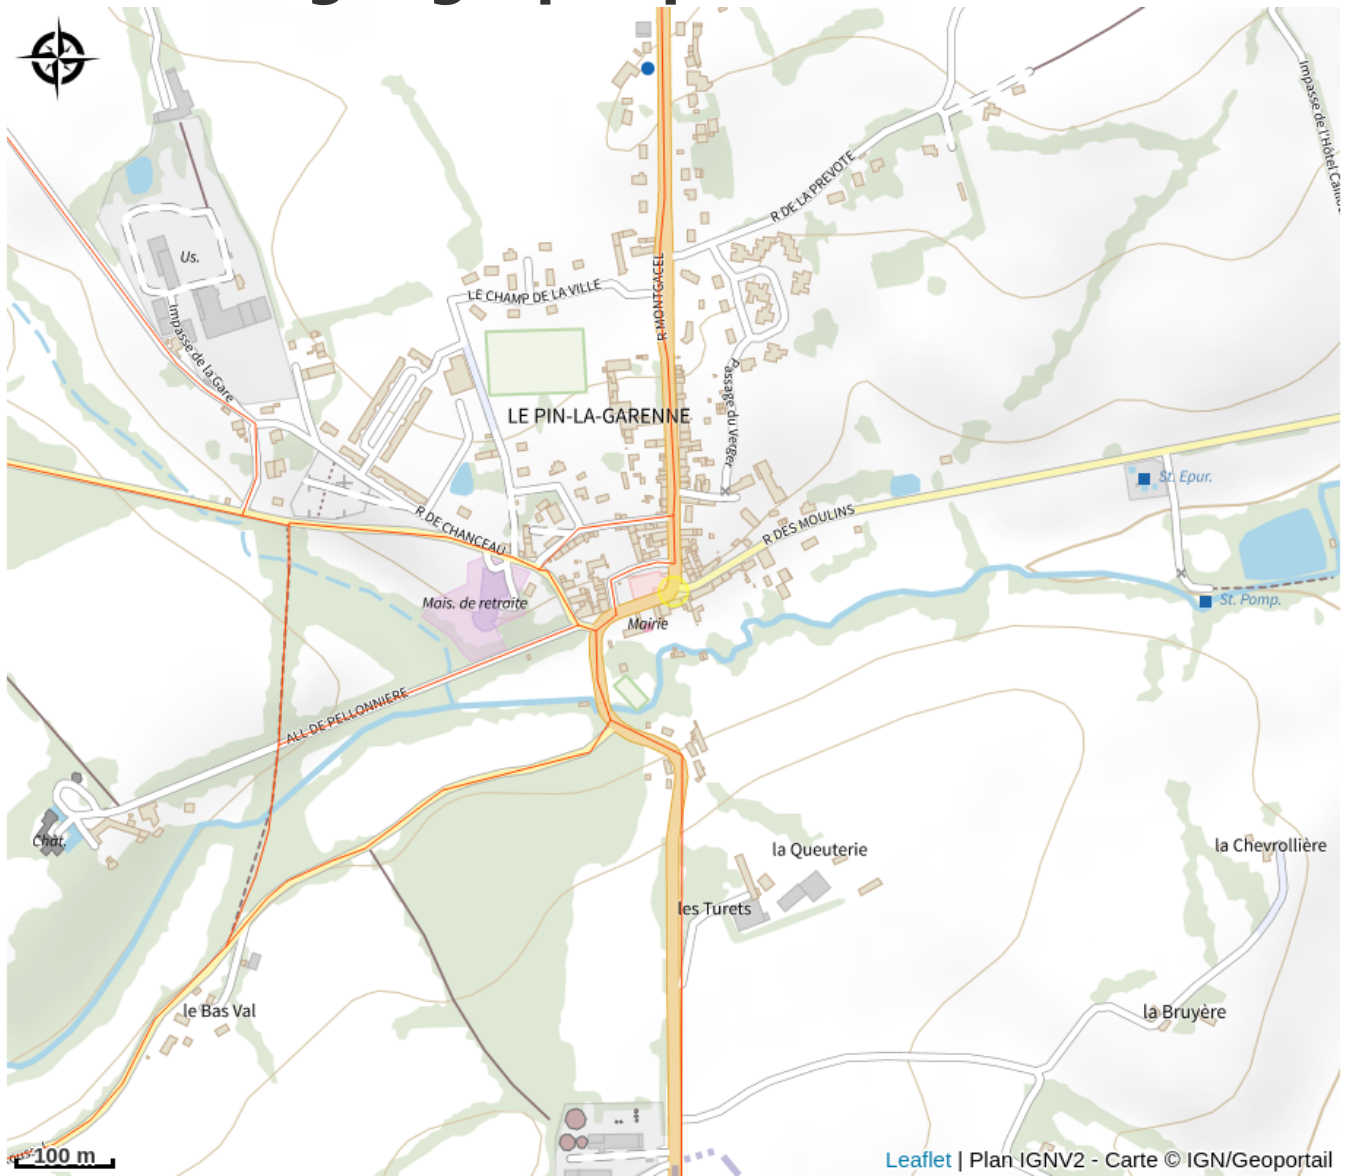 Impasse de l'Hôtel
R DE LA PREVOTE
Us.
R MONTGACEL
LE CHAMP DE LA VILLE
Impasse de la Gare
Passage du Verger
LE PIN-LA-GARENNE
St. Epur.
R DE CHANCEAU
R DES MOULINS
Mais. de retraite
St. Pomp.
Mairie
ALL DE PELLONNIERE
Chât.
la Queuterie
la Chevrollière
les Turets
le Bas Val
la Bruyère
100 m
Leaflet | Plan IGNV2 - Carte © IGN/Geoportail